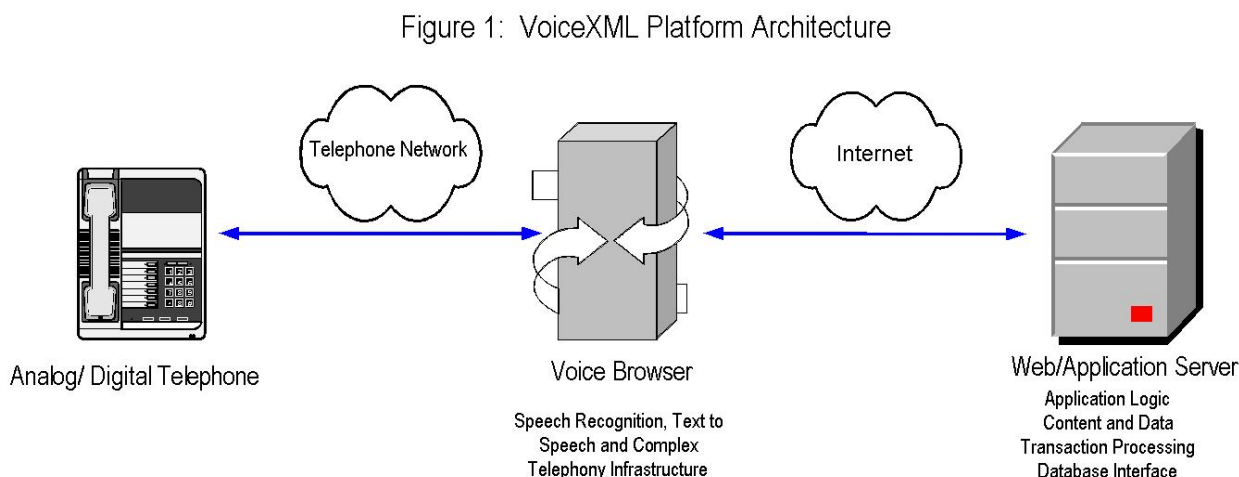 Figure 1: VoiceXML Platform Architecture
Telephone Network
Internet
Analog/ Digital Telephone
Voice Browser
Speech Recognition, Text to
Speech and Complex
Telephony Infrastructure
Web/Application Server
Application Logic
Content and Data
Transaction Processing
Database Interface